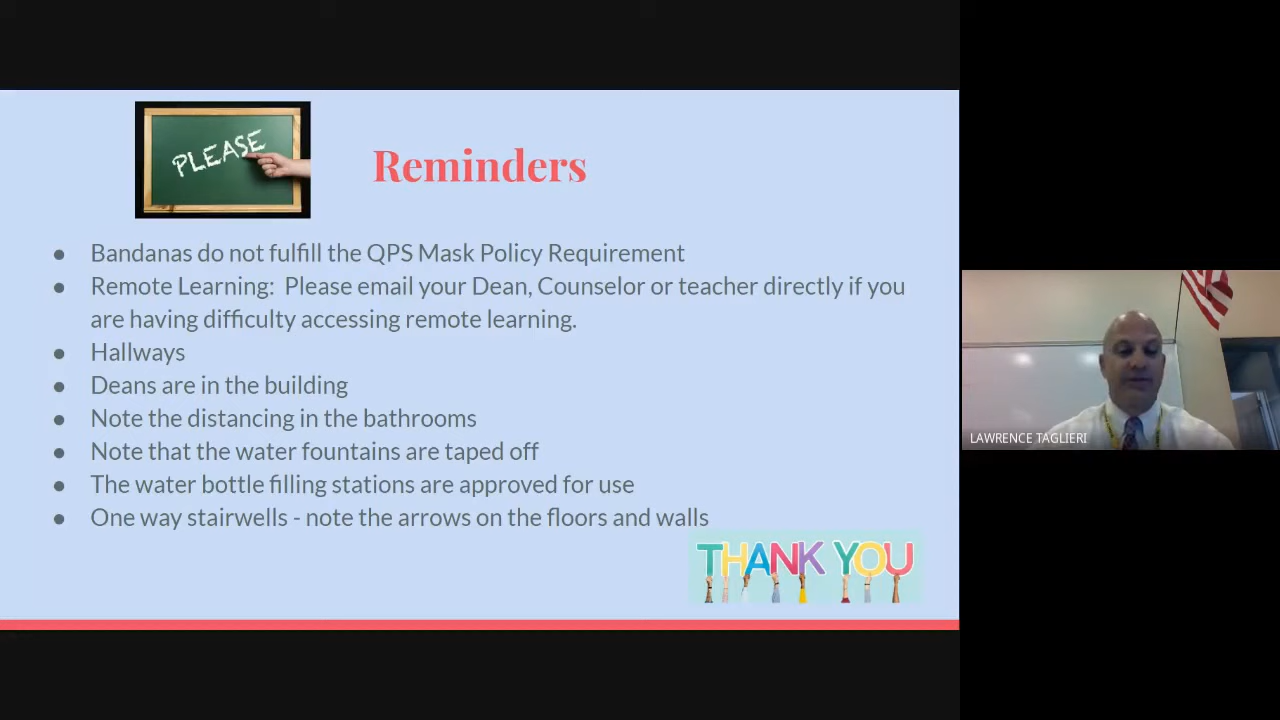 PLEASE
Reminders
● Bandanas do not fulfill the QPS Mask Policy Requirement
● Remote Learning:  Please email your Dean, Counselor or teacher directly if you
are having difficulty accessing remote learning.
● Hallways
● Deans are in the building
● Note the distancing in the bathrooms
● Note that the water fountains are taped off
● The water bottle filling stations are approved for use
● One way stairwells - note the arrows on the floors and walls
THANK YOU
LAWRENCE TAGLIERI